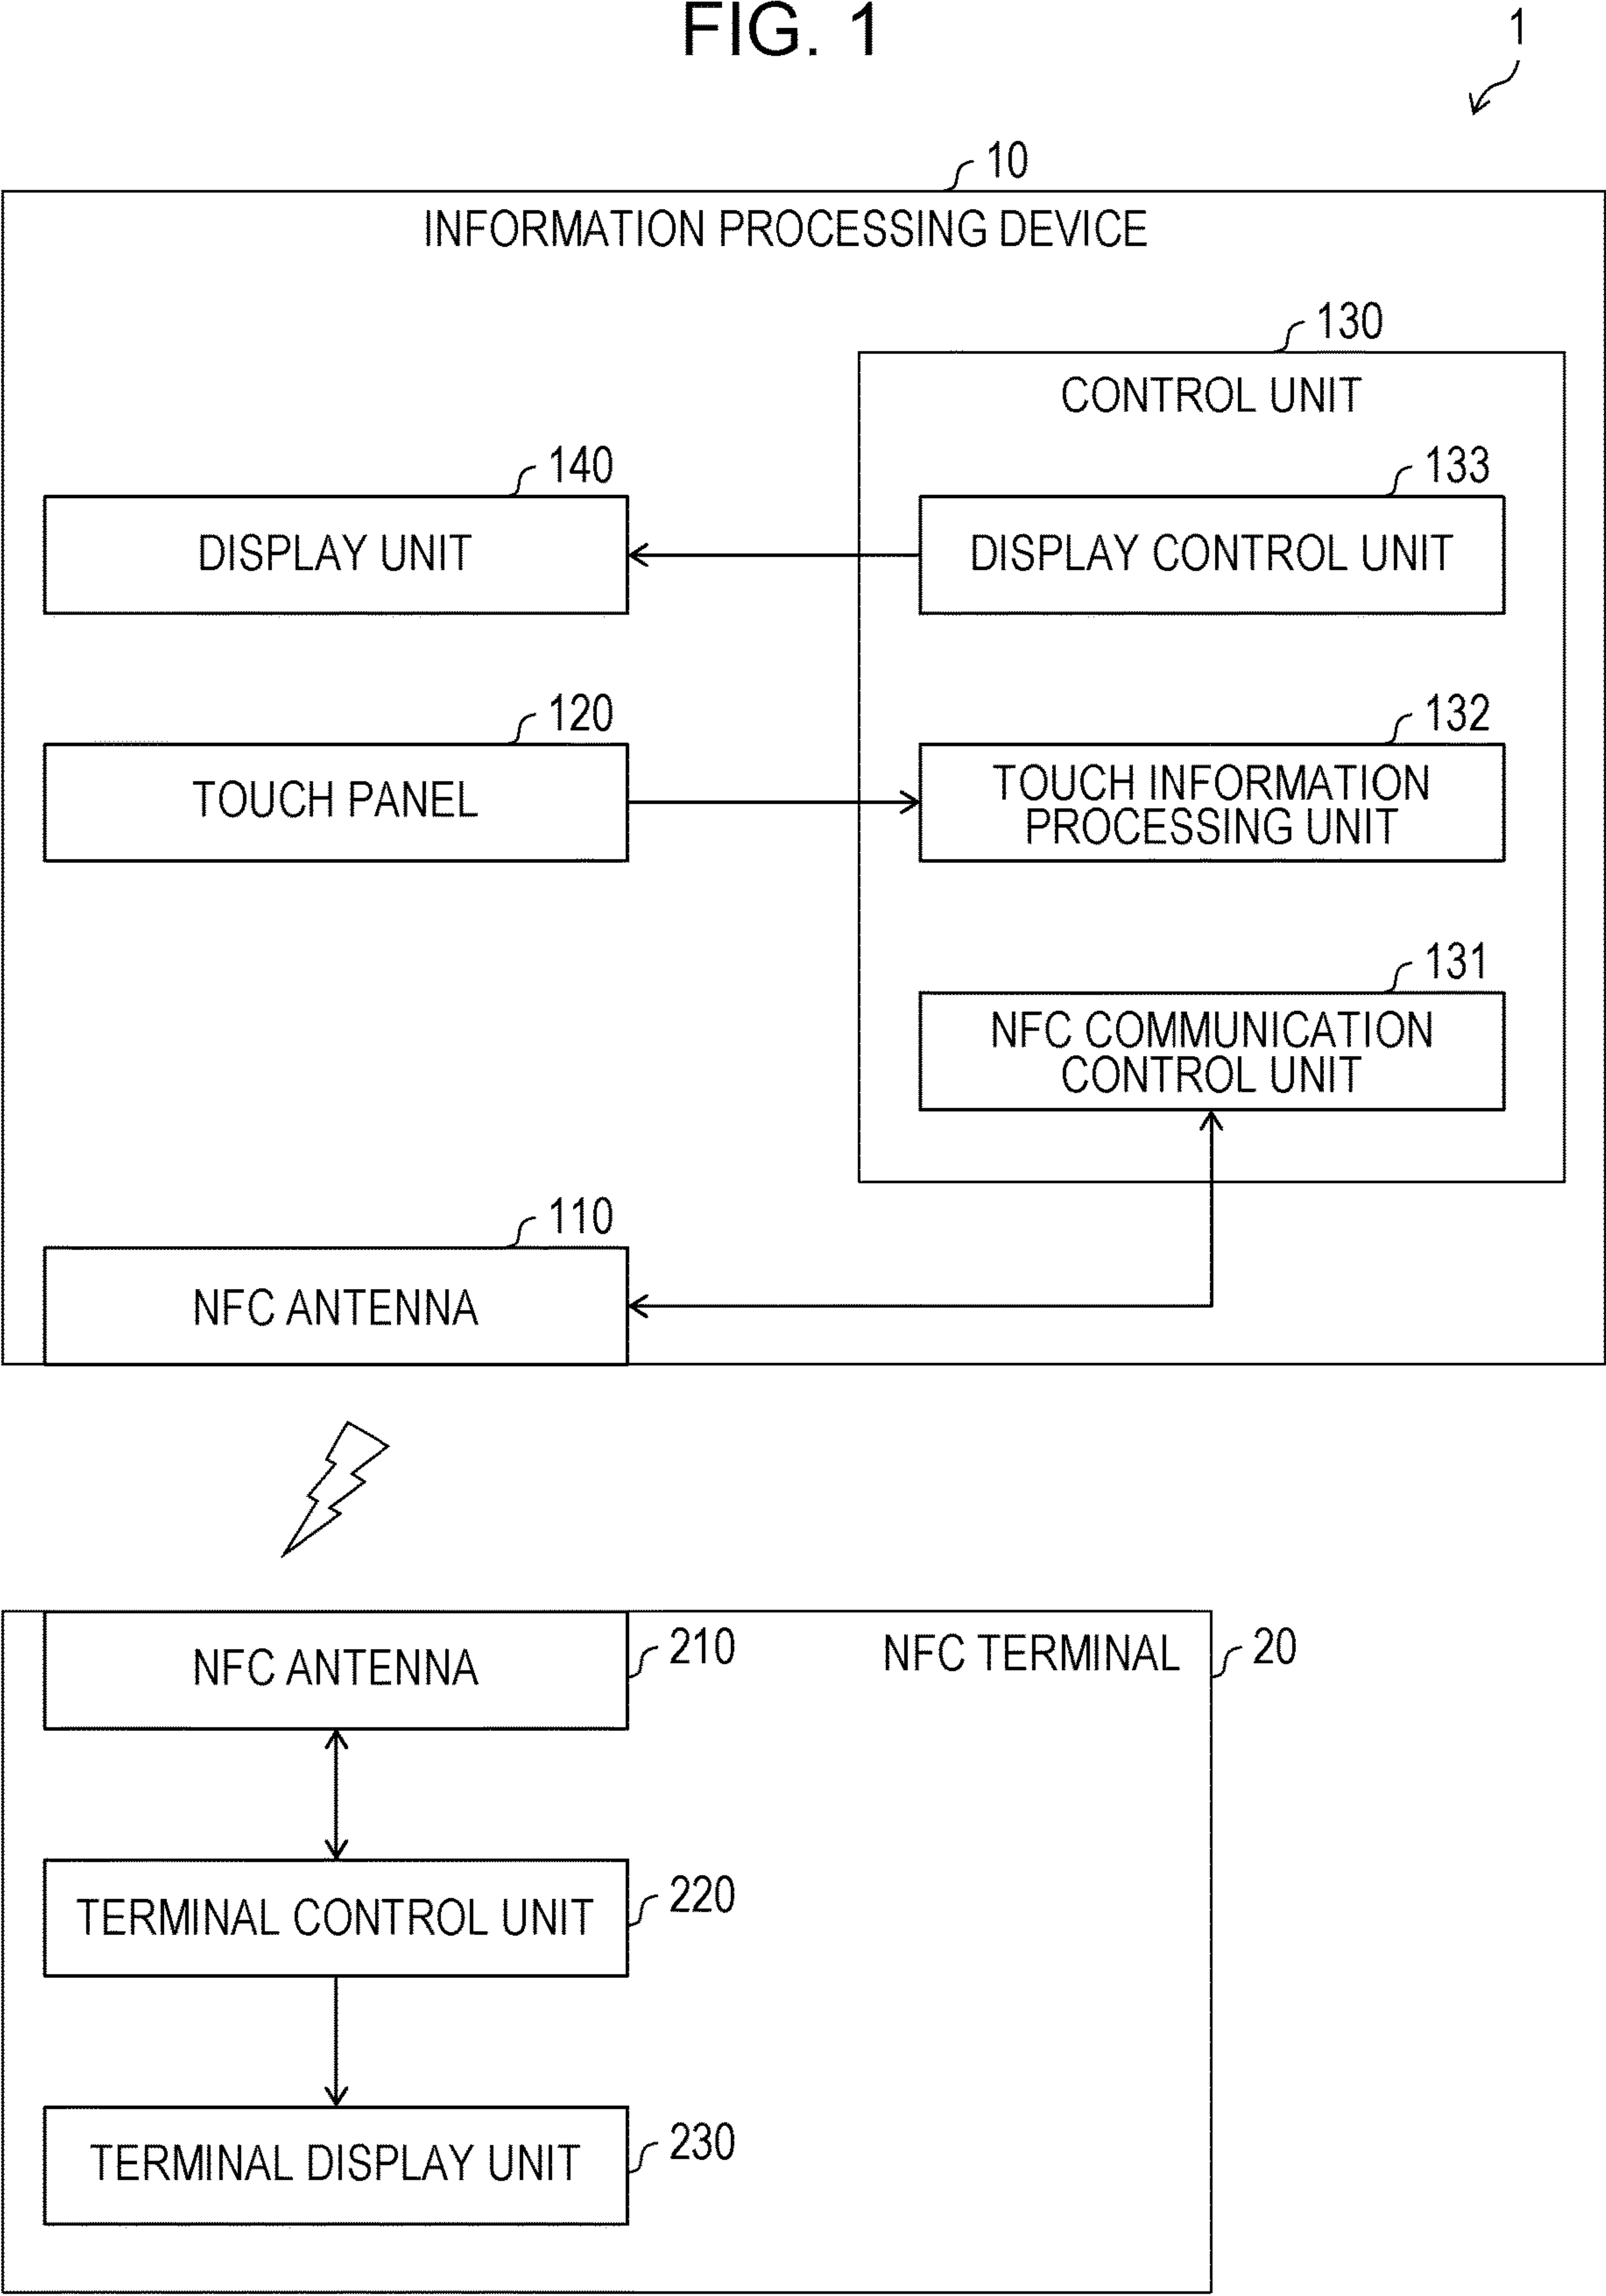 FIG. 1
1
10
INFORMATION PROCESSING DEVICE
130
CONTROL UNIT
140
DISPLAY UNIT
133
DISPLAY CONTROL UNIT
120
TOUCH PANEL
132
TOUCH INFORMATION
PROCESSING UNIT
131
NFC COMMUNICATION
CONTROL UNIT
110
NFC ANTENNA
NFC ANTENNA
210
NFC TERMINAL
20
TERMINAL CONTROL UNIT
220
TERMINAL DISPLAY UNIT
230